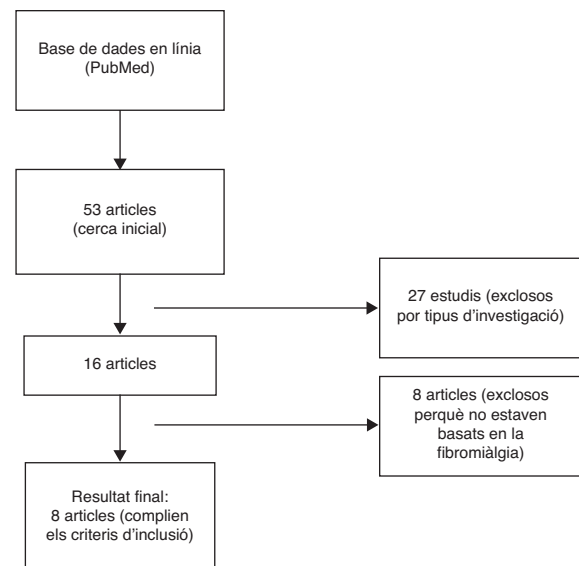 Base de dades en línia
(PubMed)
53 articles
(cerca inicial)
27 estudis (exclosos
por tipus d'investigació)
16 articles
8 articles (exclosos
perquè no estaven
basats en la
fibromiàlgia)
Resultat final:
8 articles (complien
els criteris d'inclusió)